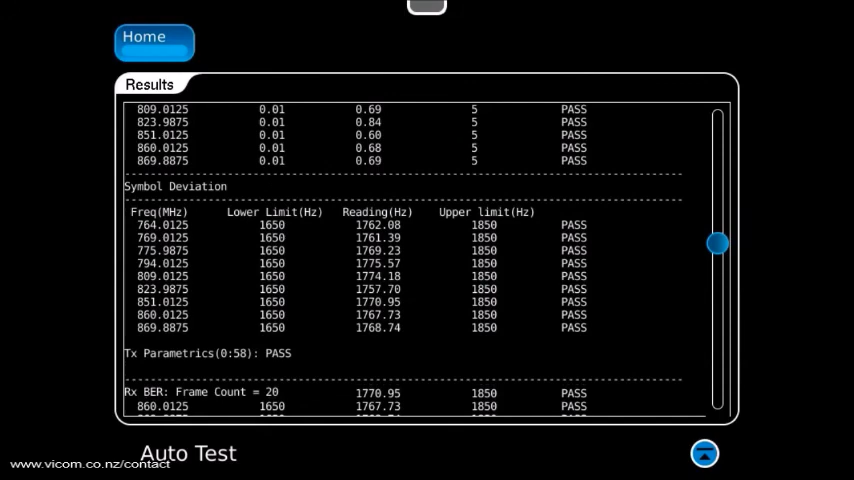 Home
Results
809.0125 0.01 0.69 5 PASS
823.9875 0.01 0.84 5 PASS
851.0125 0.01 0.60 5 PASS
860.0125 0.01 0.68 5 PASS
869.8875 0.01 0.69 5 PASS
Symbol Deviation
Freq(MHz) Lower Limit(Hz) Reading(Hz) Upper limit(Hz)
764.0125 1650 1762.08 1850 PASS
769.0125 1650 1761.39 1850 PASS
775.9875 1650 1769.23 1850 PASS
794.0125 1650 1775.57 1850 PASS
809.0125 1650 1774.18 1850 PASS
823.9875 1650 1757.70 1850 PASS
851.0125 1650 1770.95 1850 PASS
860.0125 1650 1767.73 1850 PASS
869.8875 1650 1768.74 1850 PASS
Tx Parametrics(0:58): PASS
Rx BER: Frame Count = 20 1770.95 1850 PASS
860.0125 1650 1767.73 1850 PASS
Auto Test
www.vicom.co.nz/contact